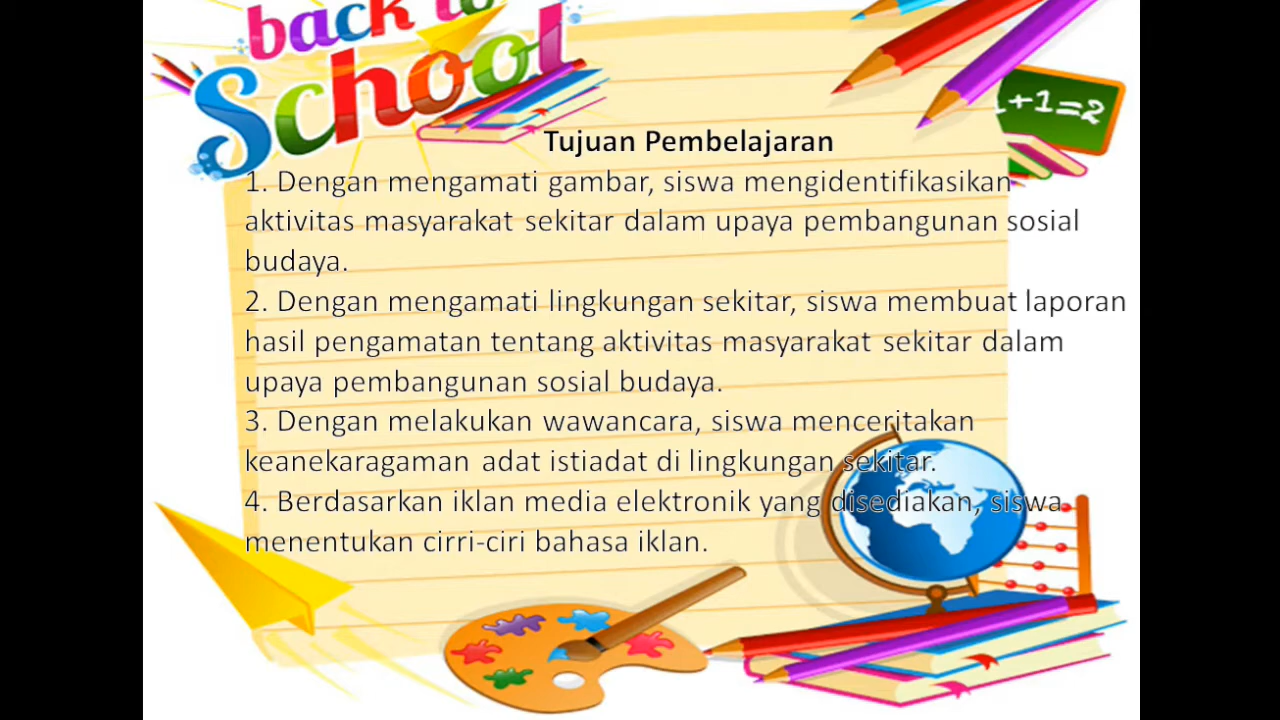 back to
School
1+1=2
Tujuan Pembelajaran
1. Dengan mengamati gambar, siswa mengidentifikasikan
aktivitas masyarakat sekitar dalam upaya pembangunan sosial
budaya.
2. Dengan mengamati lingkungan sekitar, siswa membuat laporan
hasil pengamatan tentang aktivitas masyarakat sekitar dalam
upaya pembangunan sosial budaya.
3. Dengan melakukan wawancara, siswa menceritakan
keanekaragaman adat istiadat di lingkungan sekitar.
4. Berdasarkan iklan media elektronik yang disediakan, siswa
menentukan cirri-ciri bahasa iklan.